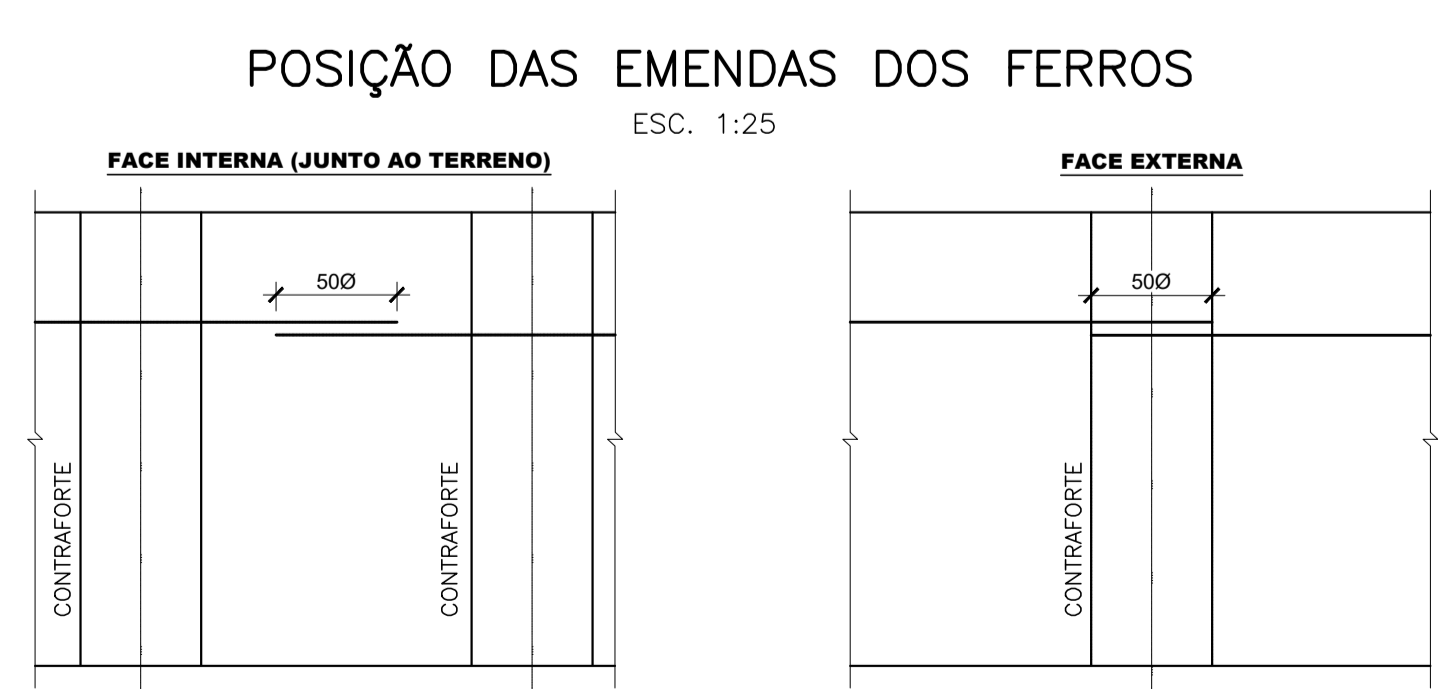 POSIÇÃO DAS EMENDAS DOS FERROS
ESC. 1:25
FACE INTERNA (JUNTO AO TERRENO)
FACE EXTERNA
50Ø
50Ø
CONTRAFORTE
CONTRAFORTE
CONTRAFORTE